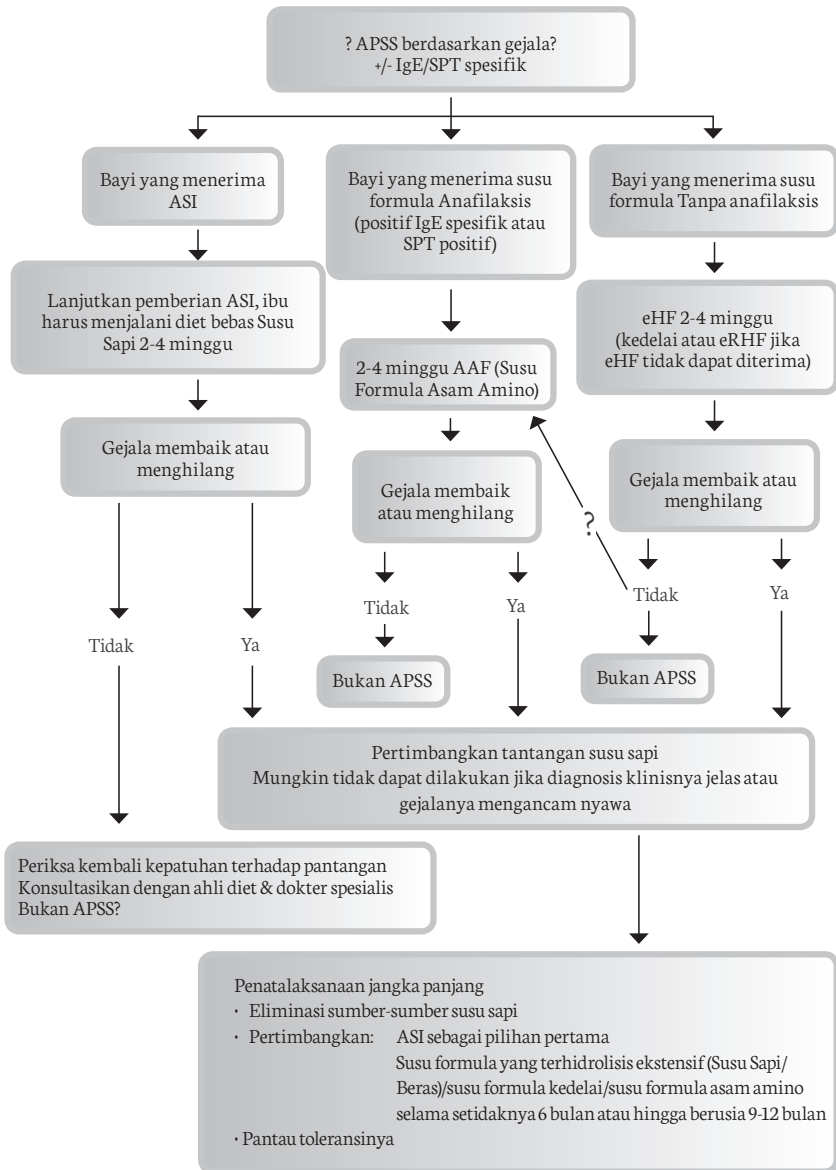 ? APSS berdasarkan gejala?
+/- IgE/SPT spesifik
Bayi yang menerima
ASI
Bayi yang menerima susu
formula Anafilaksis
(positif IgE spesifik atau
SPT positif)
Bayi yang menerima susu
formula Tanpa anafilaksis
Lanjutkan pemberian ASI, ibu
harus menjalani diet bebas Susu
Sapi 2-4 minggu
2-4 minggu AAF (Susu
Formula Asam Amino)
eHF 2-4 minggu
(kedelai atau eRHF jika
eHF tidak dapat diterima)
Gejala membaik atau
menghilang
Gejala membaik
atau menghilang
Gejala membaik atau
menghilang
?
Tidak
Ya
Tidak
Ya
Tidak
Ya
Bukan APSS
Bukan APSS
Pertimbangkan tantangan susu sapi
Mungkin tidak dapat dilakukan jika diagnosis klinisnya jelas atau
gejalanya mengancam nyawa
Periksa kembali kepatuhan terhadap pantangan
Konsultasikan dengan ahli diet & dokter spesialis
Bukan APSS?
Penatalaksanaan jangka panjang
· Eliminasi sumber-sumber susu sapi
· Pertimbangkan: ASI sebagai pilihan pertama
Susu formula yang terhidrolisis ekstensif (Susu Sapi/
Beras)/susu formula kedelai/susu formula asam amino
selama setidaknya 6 bulan atau hingga berusia 9-12 bulan
· Pantau toleransinya